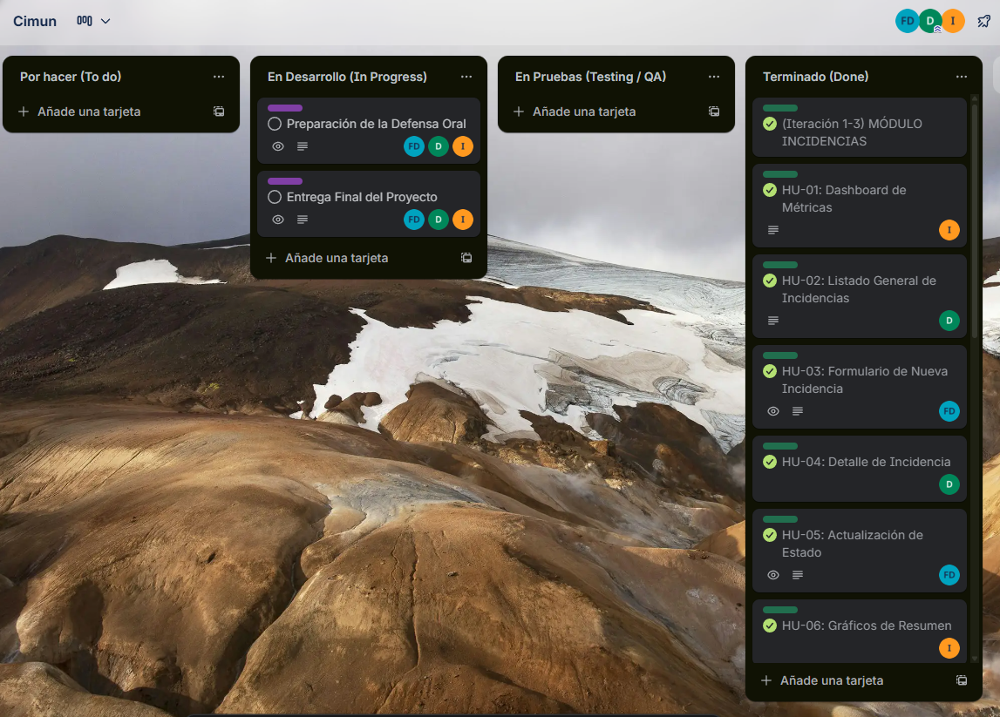 Cimun
FD D I
Por hacer (To do)
Añade una tarjeta
En Desarrollo (In Progress)
Preparación de la Defensa Oral
FD D I
Entrega Final del Proyecto
FD D I
Añade una tarjeta
En Pruebas (Testing / QA)
Añade una tarjeta
Terminado (Done)
(Iteración 1-3) MÓDULO
INCIDENCIAS
HU-01: Dashboard de
Métricas
I
HU-02: Listado General de
Incidencias
D
HU-03: Formulario de Nueva
Incidencia
FD
HU-04: Detalle de Incidencia
D
HU-05: Actualización de
Estado
FD
HU-06: Gráficos de Resumen
I
Añade una tarjeta